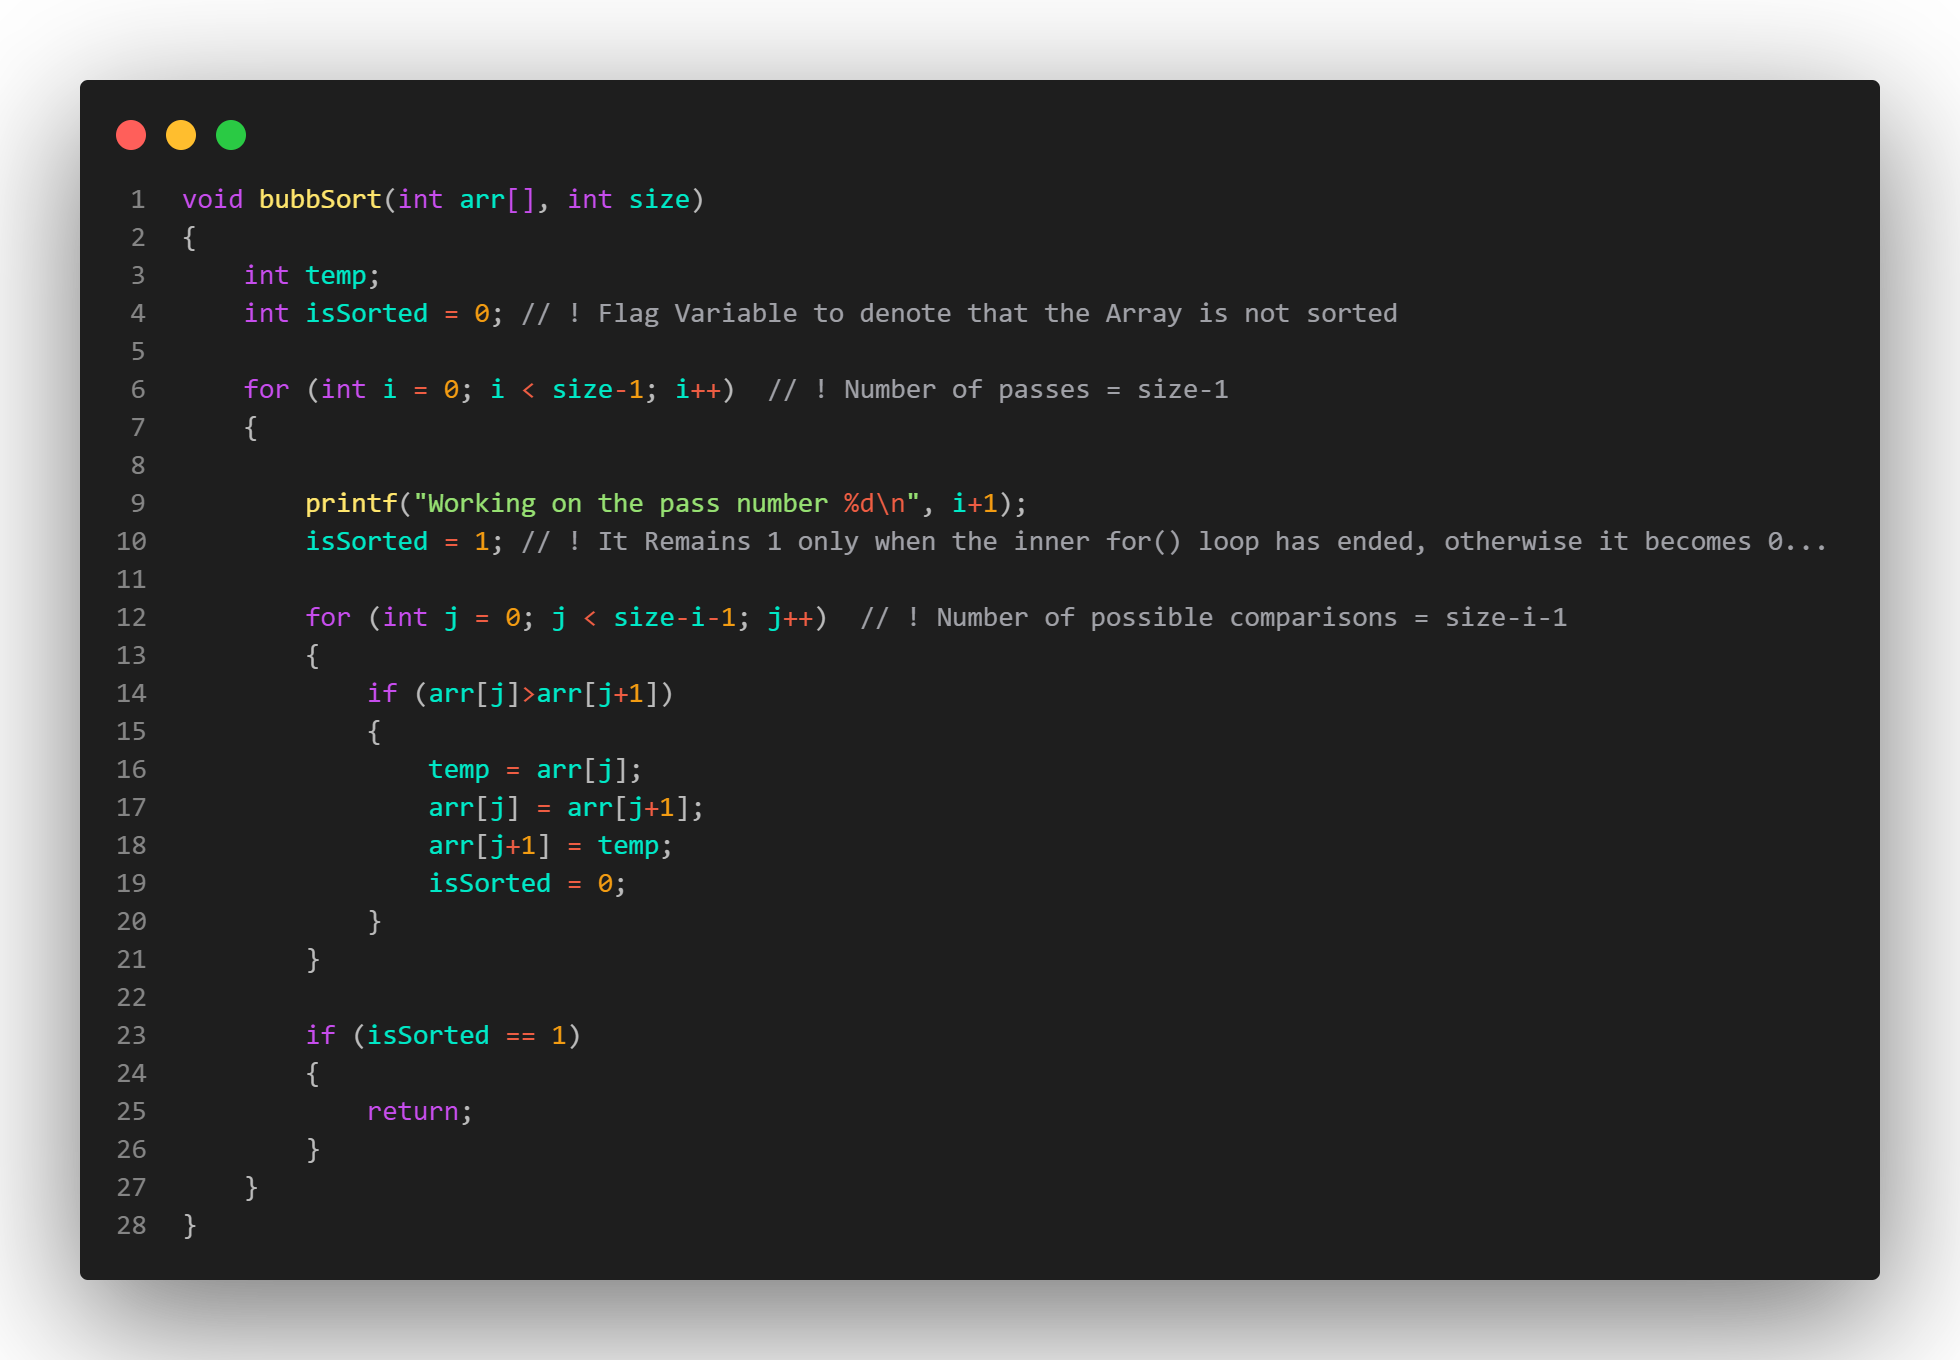 1 void bubbSort(int arr[], int size)
2 {
3     int temp;
4     int isSorted = 0; // ! Flag Variable to denote that the Array is not sorted
5
6     for (int i = 0; i < size-1; i++)  // ! Number of passes = size-1
7     {
8
9         printf("Working on the pass number %d\n", i+1);
10         isSorted = 1; // ! It Remains 1 only when the inner for() loop has ended, otherwise it becomes 0...
11
12         for (int j = 0; j < size-i-1; j++)  // ! Number of possible comparisons = size-i-1
13         {
14             if (arr[j]>arr[j+1])
15             {
16                 temp = arr[j];
17                 arr[j] = arr[j+1];
18                 arr[j+1] = temp;
19                 isSorted = 0;
20             }
21         }
22
23         if (isSorted == 1)
24         {
25             return;
26         }
27     }
28 }